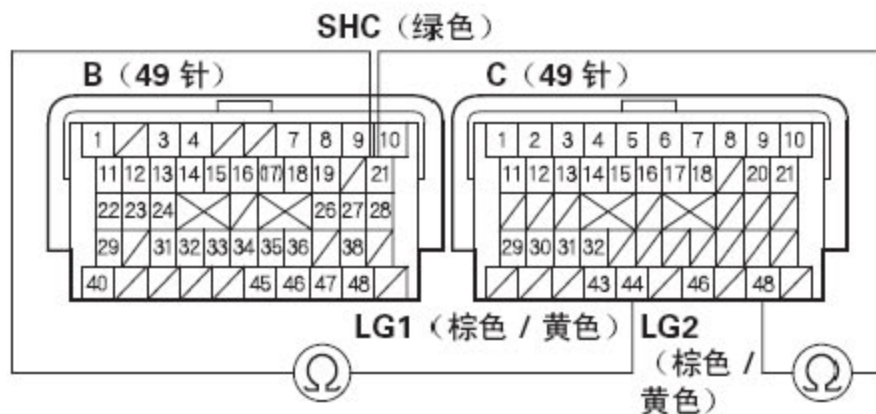 SHC（绿色）
B（49 针） C（49 针）
1 3 4 7 8 9 10 1 2 3 4 5 6 7 8 9 10
11 12 13 14 15 16 (17) 18 19 21 11 12 13 14 15 16 17 18 20 21
22 23 24 26 27 28
29 31 32 33 34 35 36 38 29 30 31 32
40 45 46 47 48 43 44 46 48
LG1（棕色 / 黄色） LG2
（棕色 /
黄色）
Ω Ω